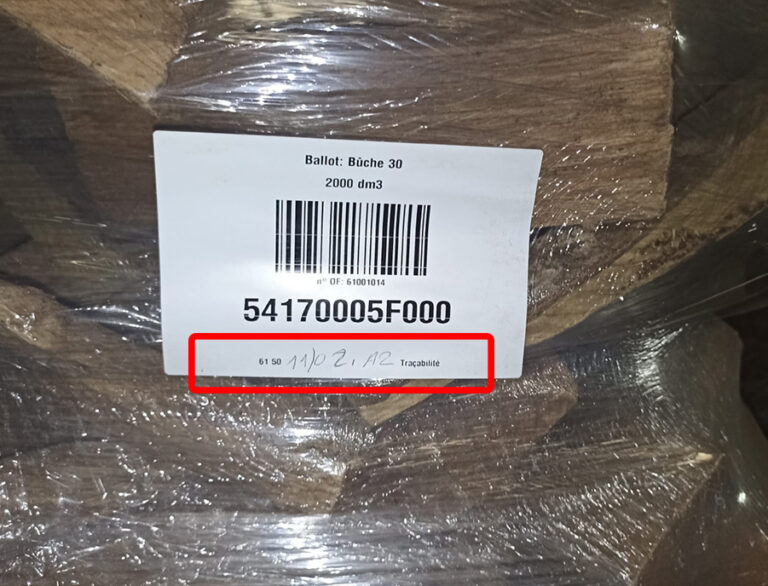 Ballot: Bûche 30
2000 dm3
n° OF: 61001014
54170005F000
61 50 11/02. A2 Traçabilité